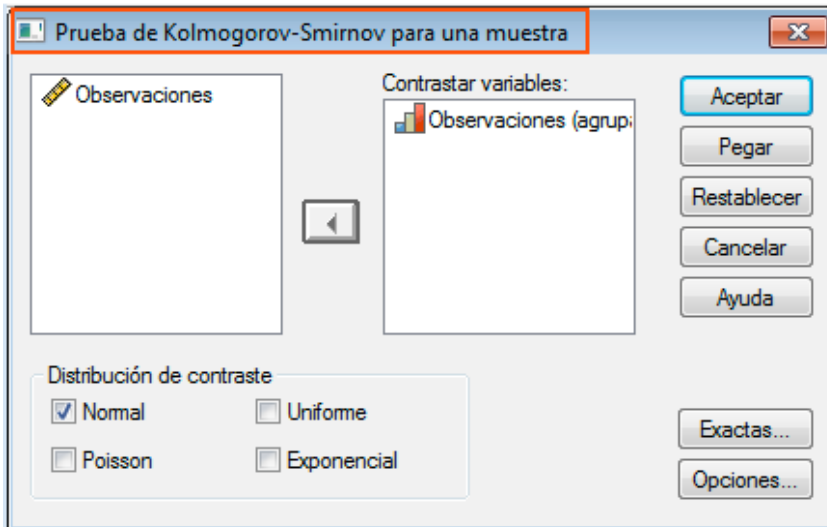 Prueba de Kolmogorov-Smirnov para una muestra
Observaciones
Contrastar variables:
Observaciones (agrupa
Aceptar
Pegar
Restablecer
Cancelar
Ayuda
Distribución de contraste
Normal
Uniforme
Poisson
Exponencial
Exactas...
Opciones...